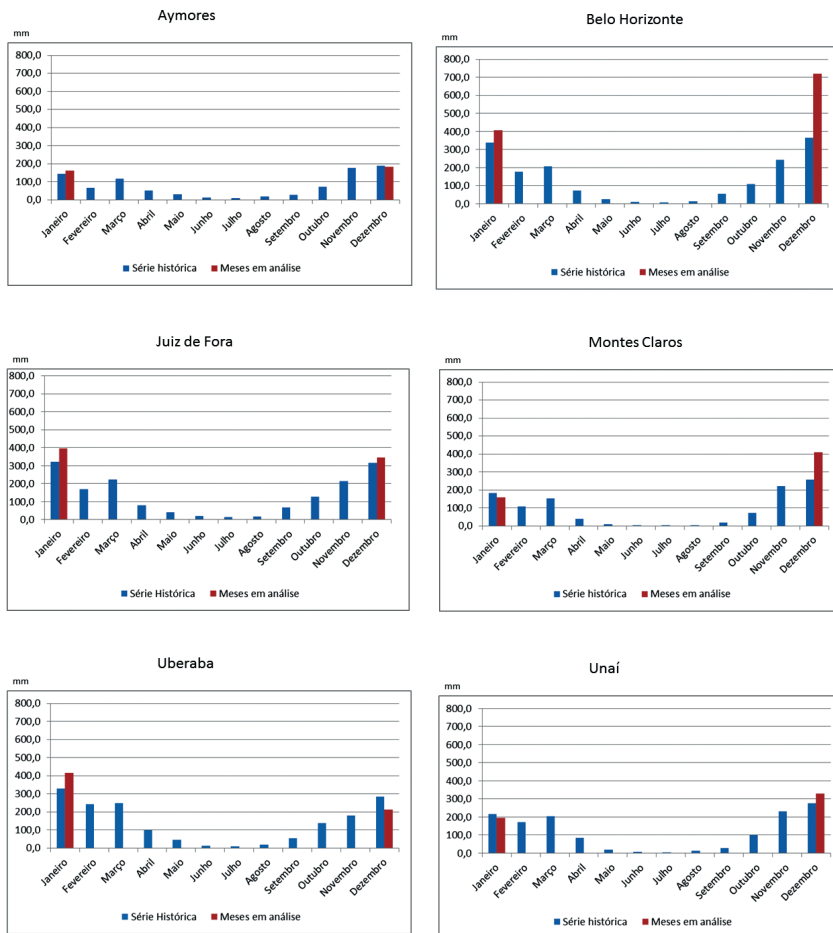 Aymores
mm
800,0
700,0
600,0
500,0
400,0
300,0
200,0
100,0
0,0
Janeiro
Fevereiro
Março
Abril
Maio
Junho
Julho
Agosto
Setembro
Outubro
Novembro
Dezembro
Série histórica Meses em análise
Belo Horizonte
mm
800,0
700,0
600,0
500,0
400,0
300,0
200,0
100,0
0,0
Janeiro
Fevereiro
Março
Abril
Maio
Junho
Julho
Agosto
Setembro
Outubro
Novembro
Dezembro
Série histórica Meses em análise
Juiz de Fora
mm
800,0
700,0
600,0
500,0
400,0
300,0
200,0
100,0
0,0
Janeiro
Fevereiro
Março
Abril
Maio
Junho
Julho
Agosto
Setembro
Outubro
Novembro
Dezembro
Série Histórica Meses em análise
Montes Claros
mm
800,0
700,0
600,0
500,0
400,0
300,0
200,0
100,0
0,0
Janeiro
Fevereiro
Março
Abril
Maio
Junho
Julho
Agosto
Setembro
Outubro
Novembro
Dezembro
Série histórica Meses em análise
Uberaba
mm
800,0
700,0
600,0
500,0
400,0
300,0
200,0
100,0
0,0
Janeiro
Fevereiro
Março
Abril
Maio
Junho
Julho
Agosto
Setembro
Outubro
Novembro
Dezembro
Série Histórica Meses em análise
Unaí
mm
800,0
700,0
600,0
500,0
400,0
300,0
200,0
100,0
0,0
Janeiro
Fevereiro
Março
Abril
Maio
Junho
Julho
Agosto
Setembro
Outubro
Novembro
Dezembro
Série histórica Meses em análise